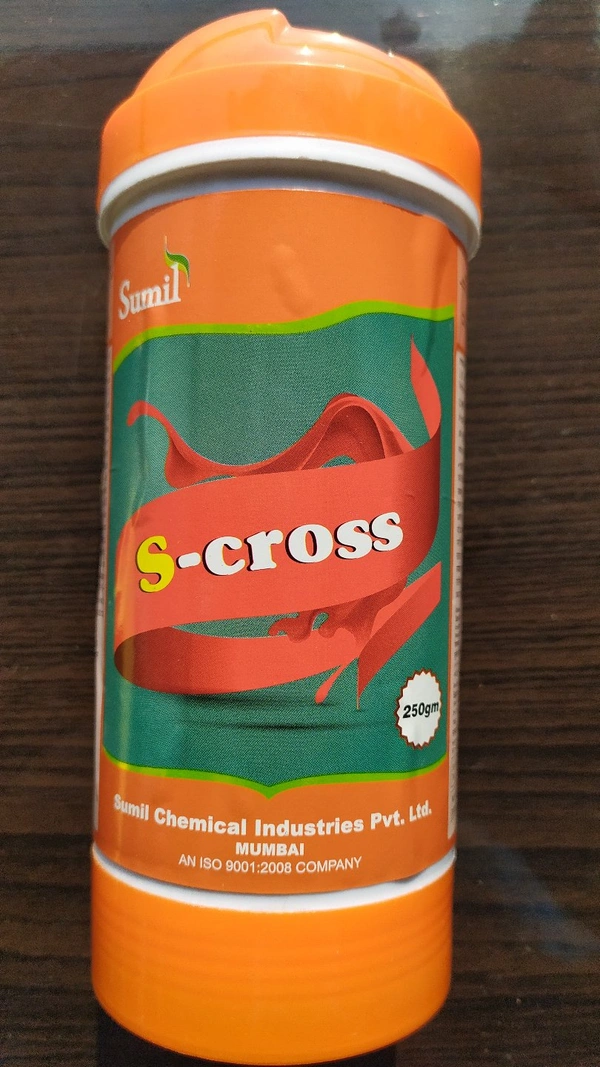 Sumil
S-cross
250gm
Sumil Chemical Industries Pvt. Ltd.
MUMBAI
AN ISO 9001:2008 COMPANY